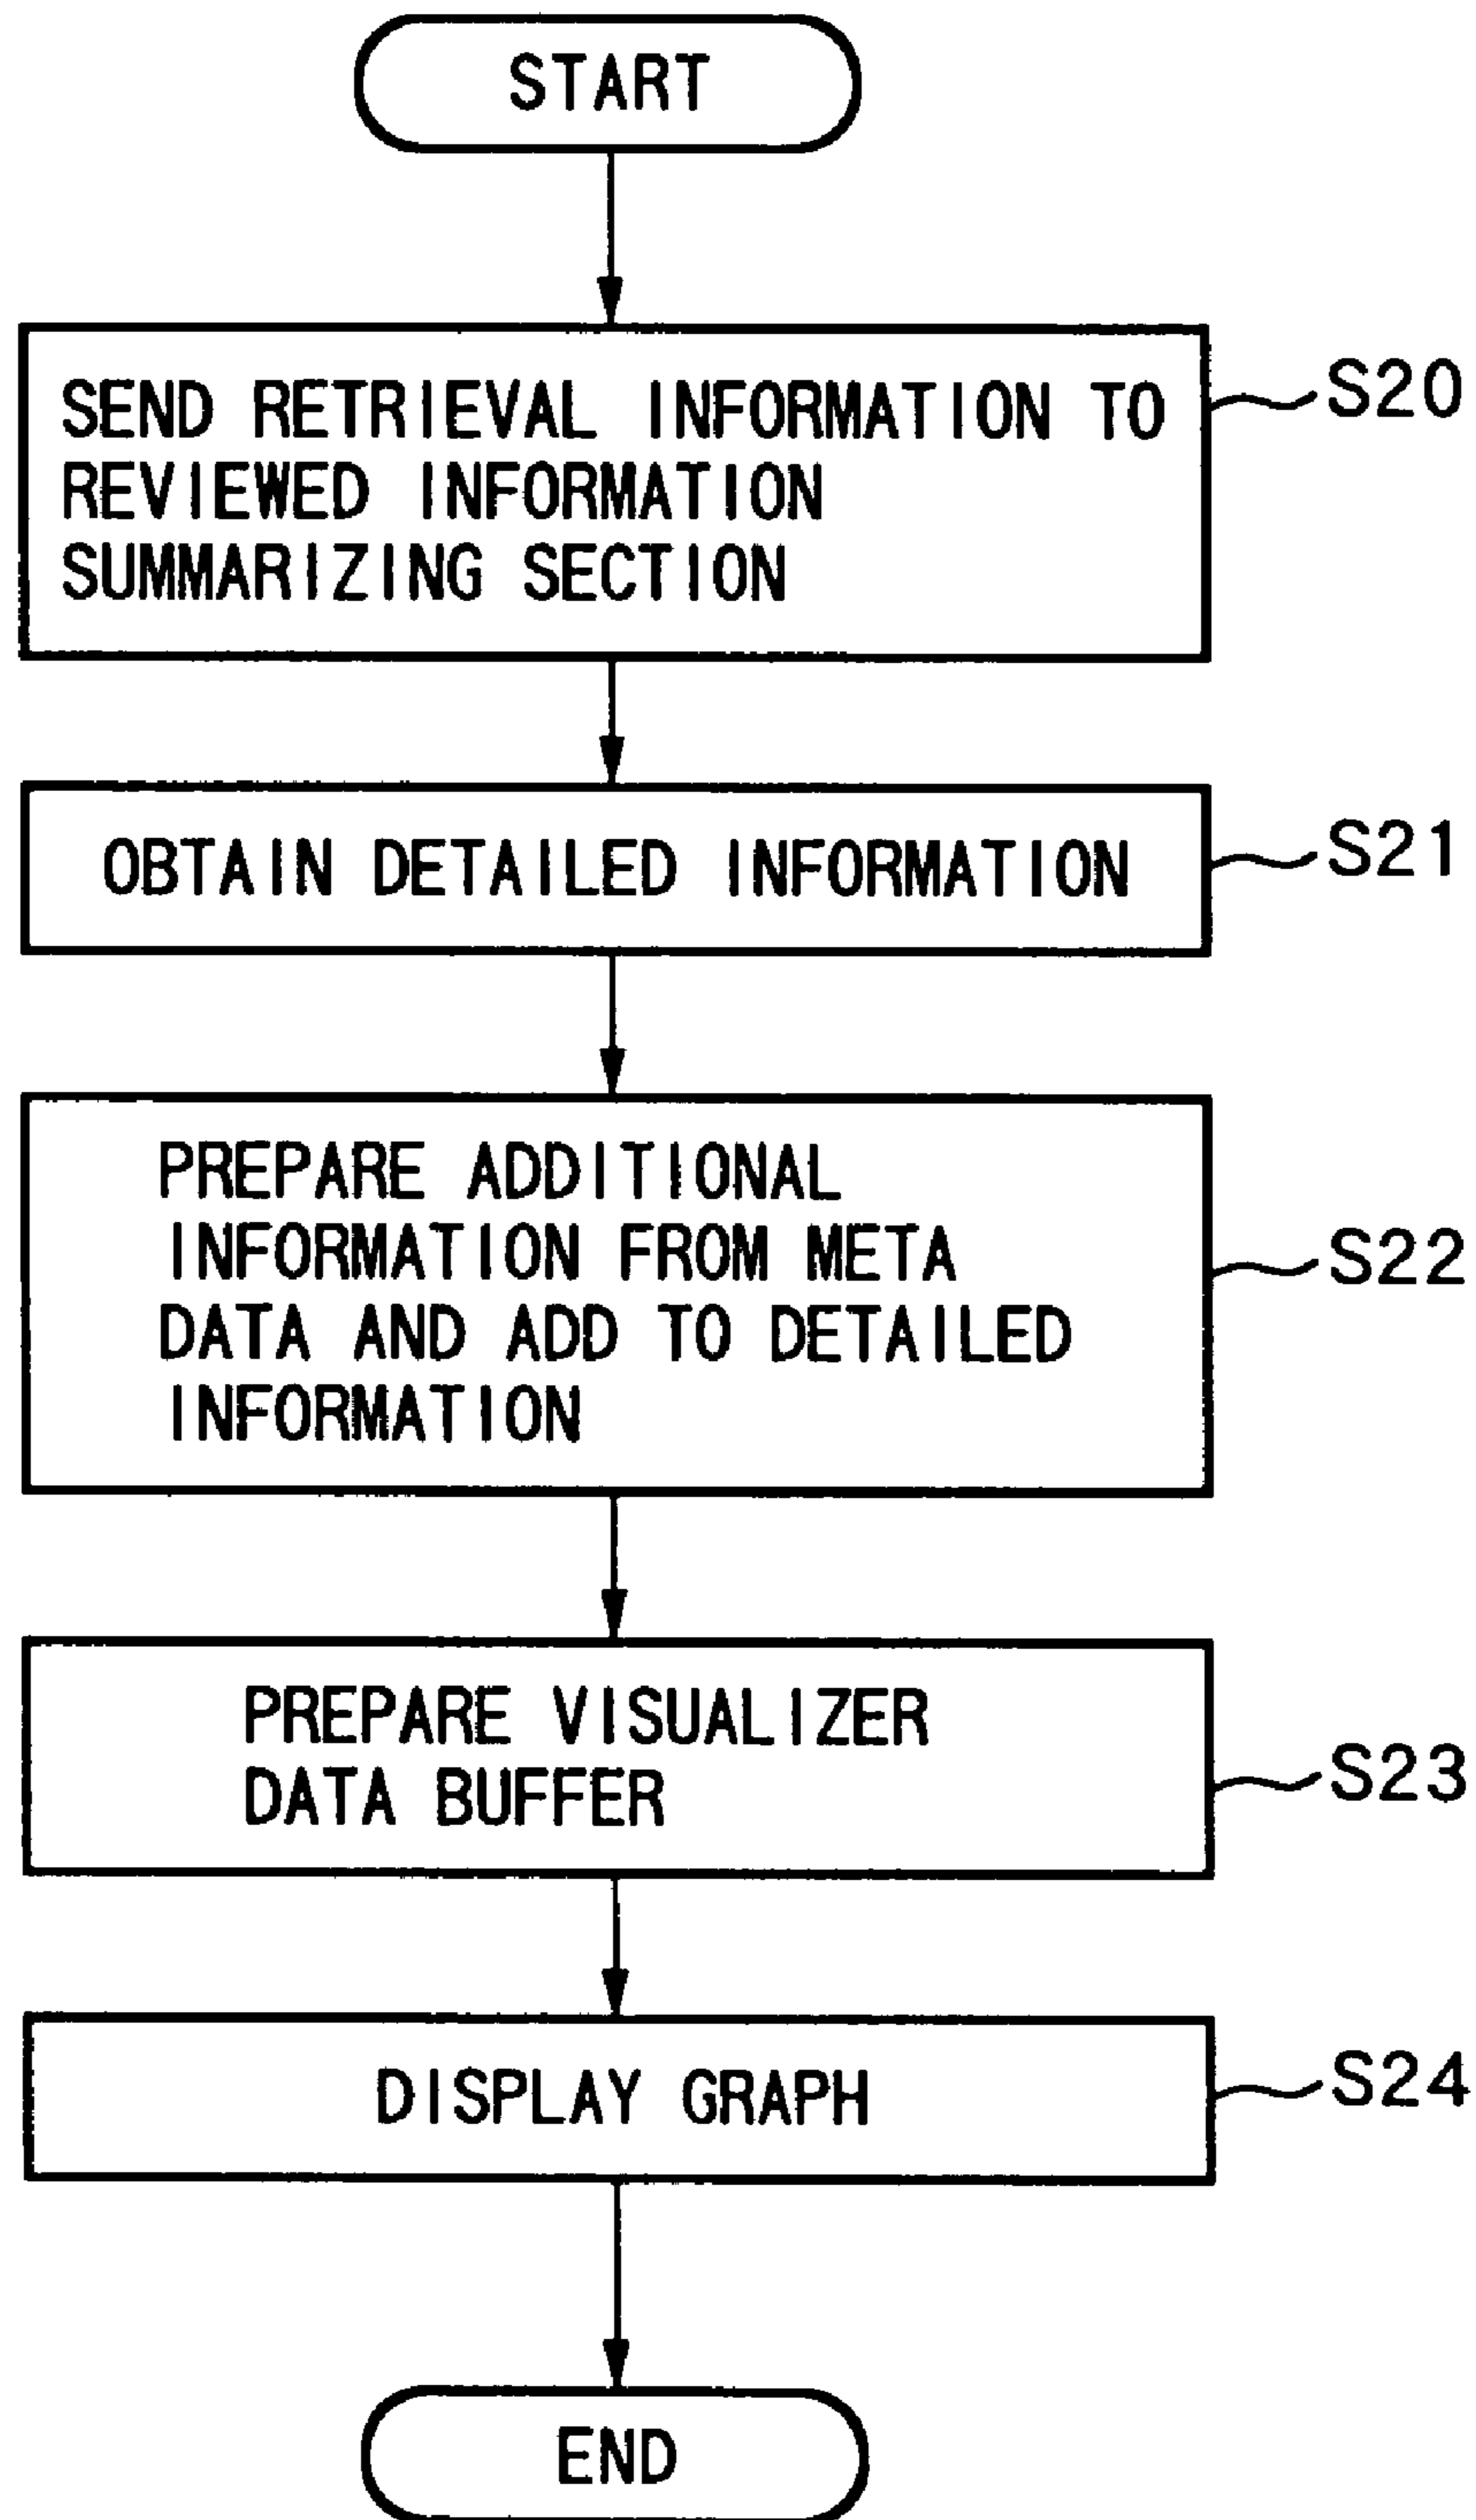 START
SEND RETRIEVAL INFORMATION TO
REVIEWED INFORMATION
SUMMARIZING SECTION
S20
OBTAIN DETAILED INFORMATION
S21
PREPARE ADDITIONAL
INFORMATION FROM META
DATA AND ADD TO DETAILED
INFORMATION
S22
PREPARE VISUALIZER
DATA BUFFER
S23
DISPLAY GRAPH
S24
END